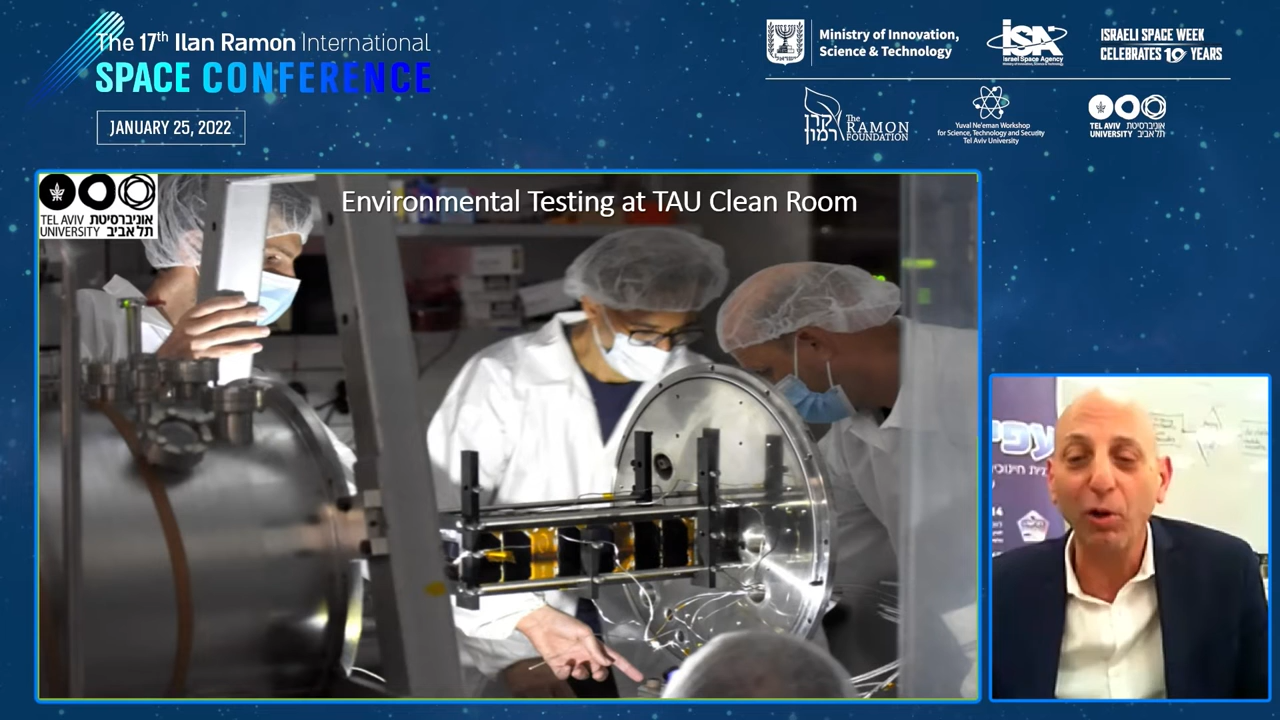 The 17th Ilan Ramon International
SPACE CONFERENCE
JANUARY 25, 2022
ישראל
Ministry of Innovation,
Science & Technology
ISA
Israel Space Agency
ISRAELI SPACE WEEK
CELEBRATES 10 YEARS
קרן
רמון
The
RAMON
FOUNDATION
Yuval Ne'eman Workshop
for Science, Technology and Security
Tel Aviv University
TEL AVIV אוניברסיטת
UNIVERSITY תל אביב
TEL AVIV אוניברסיטת
UNIVERSITY תל אביב
Environmental Testing at TAU Clean Room
14